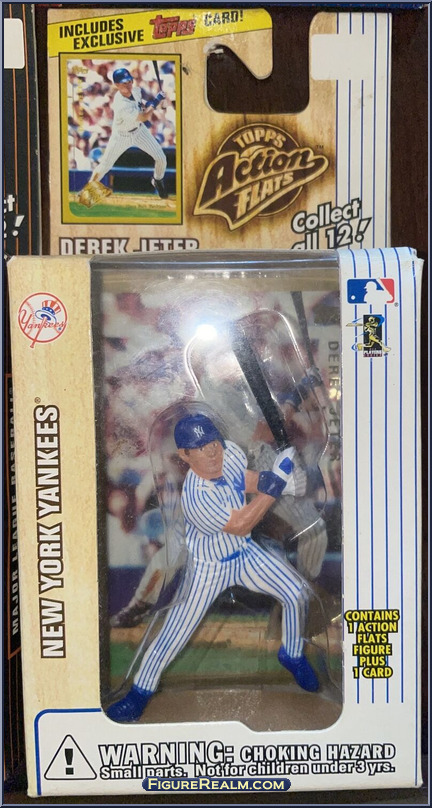 INCLUDES
EXCLUSIVE Topps CARD!
TOPPS
Action
FLATS™
Collect
all 12!
DEREK JETER
Yankees
NEW YORK YANKEES®
MAJOR LEAGUE BASEBALL
DEREK JETER
NY
CONTAINS
1 ACTION
FLATS
FIGURE
PLUS
1 CARD
WARNING: CHOKING HAZARD
Small parts. Not for children under 3 yrs.
FigureRealm.com